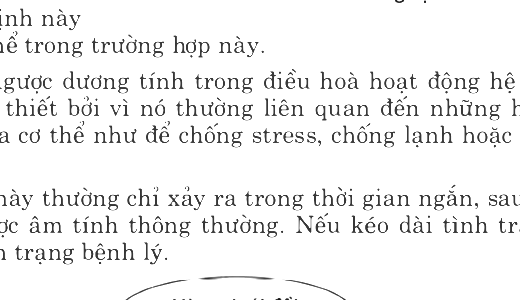 ịnh này
ể trong trường hợp này.
gược dương tính trong điều hoà hoạt động hệ
thiết bởi vì nó thường liên quan đến những h
a cơ thể như để chống stress, chống lạnh hoặc
này thường chỉ xảy ra trong thời gian ngắn, sau
ợc âm tính thông thường. Nếu kéo dài tình tr
trạng bệnh lý.